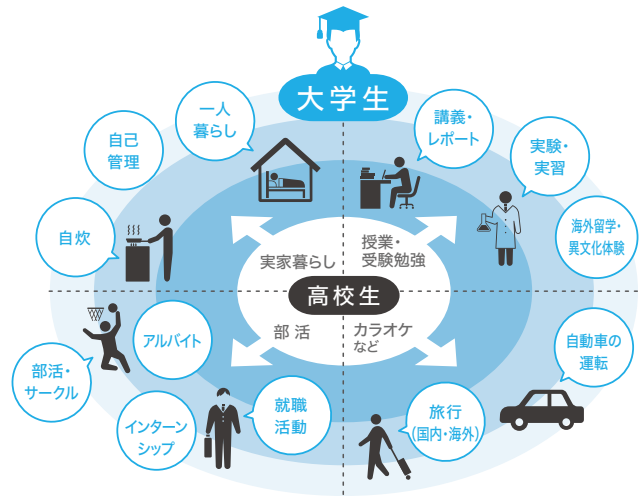 大学生
一人
暮らし
自己
管理
自炊
講義・
レポート
実験・
実習
海外留学・
異文化体験
実家暮らし
授業・
受験勉強
高校生
部活
カラオケ
など
アルバイト
部活・
サークル
インターン
シップ
就職
活動
旅行
（国内・海外）
自動車の
運転